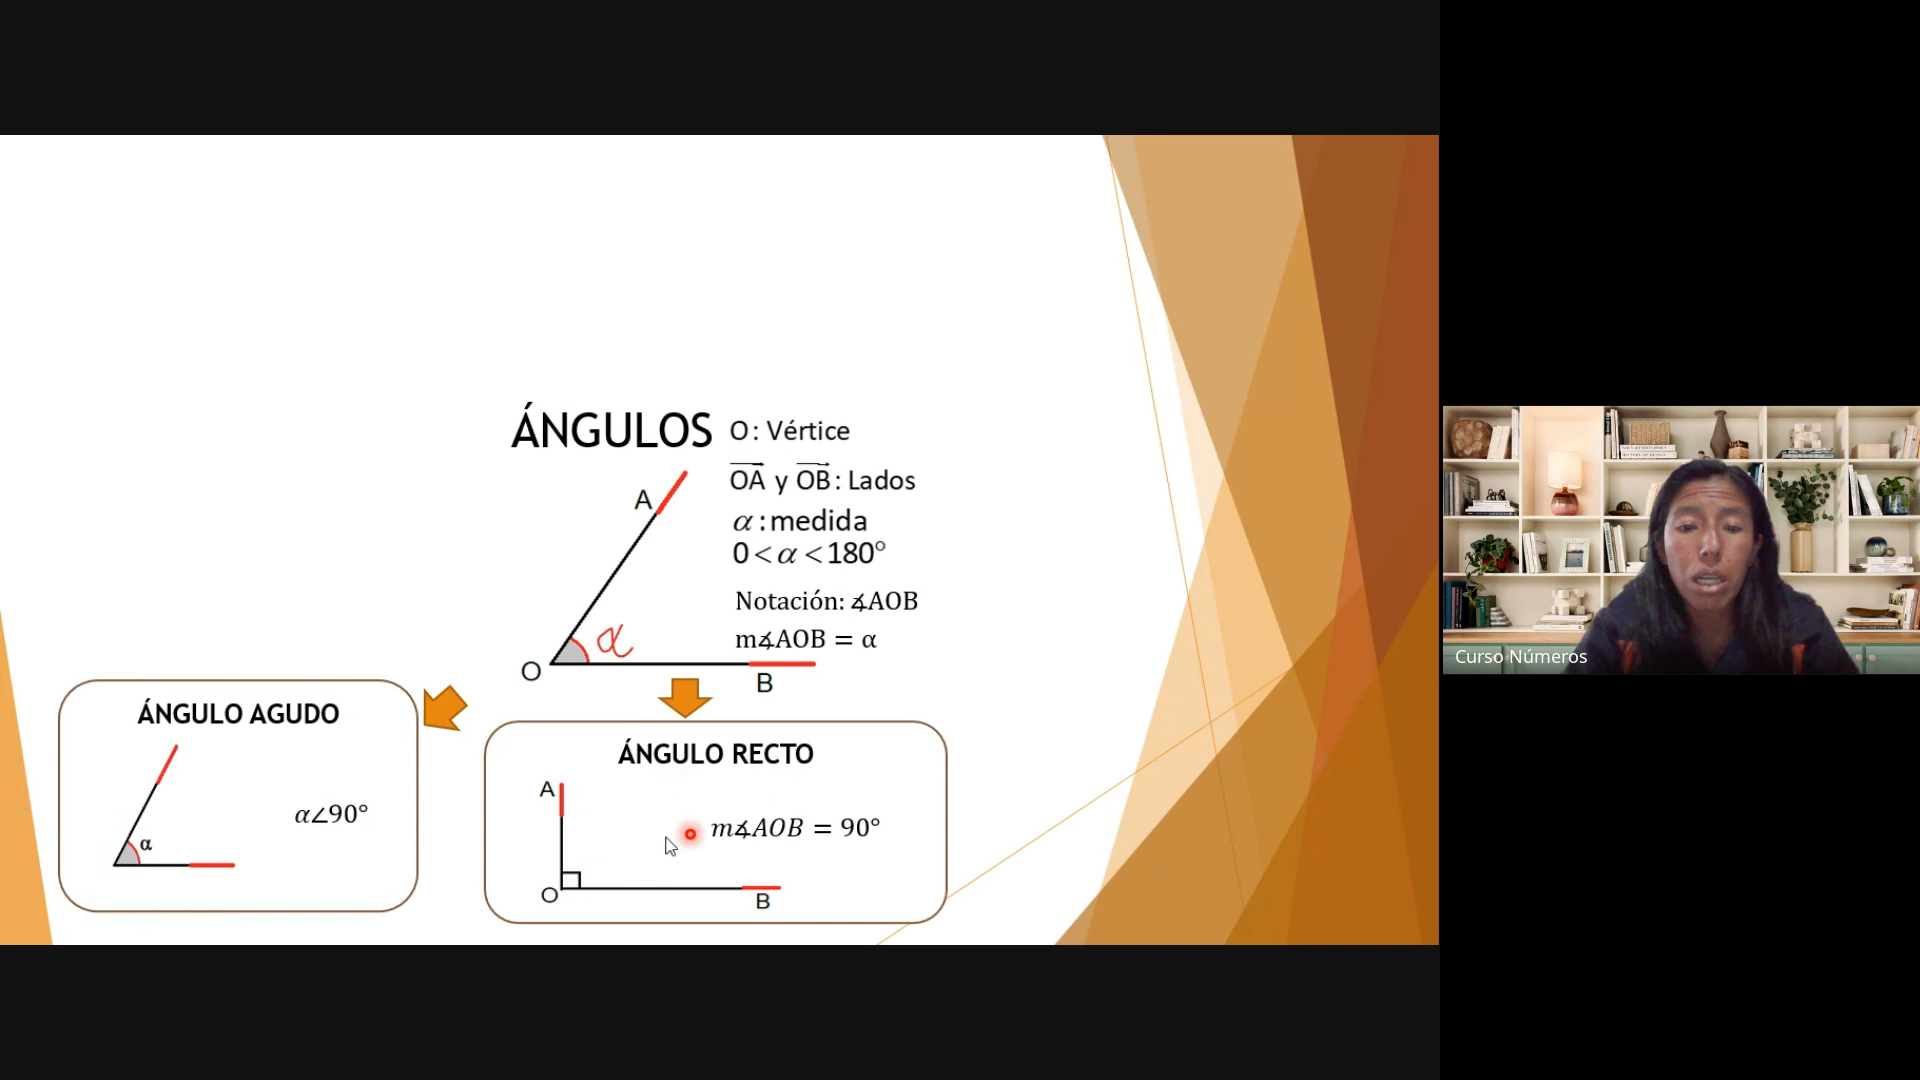 ÁNGULOS
O: Vértice
OA y OB: Lados
α: medida
0<α<180°
Notación: ∡AOB
m∡AOB = α
A
α
O
B
ÁNGULO AGUDO
α
α∠90°
ÁNGULO RECTO
A
m∡AOB = 90°
O
B
Curso Números